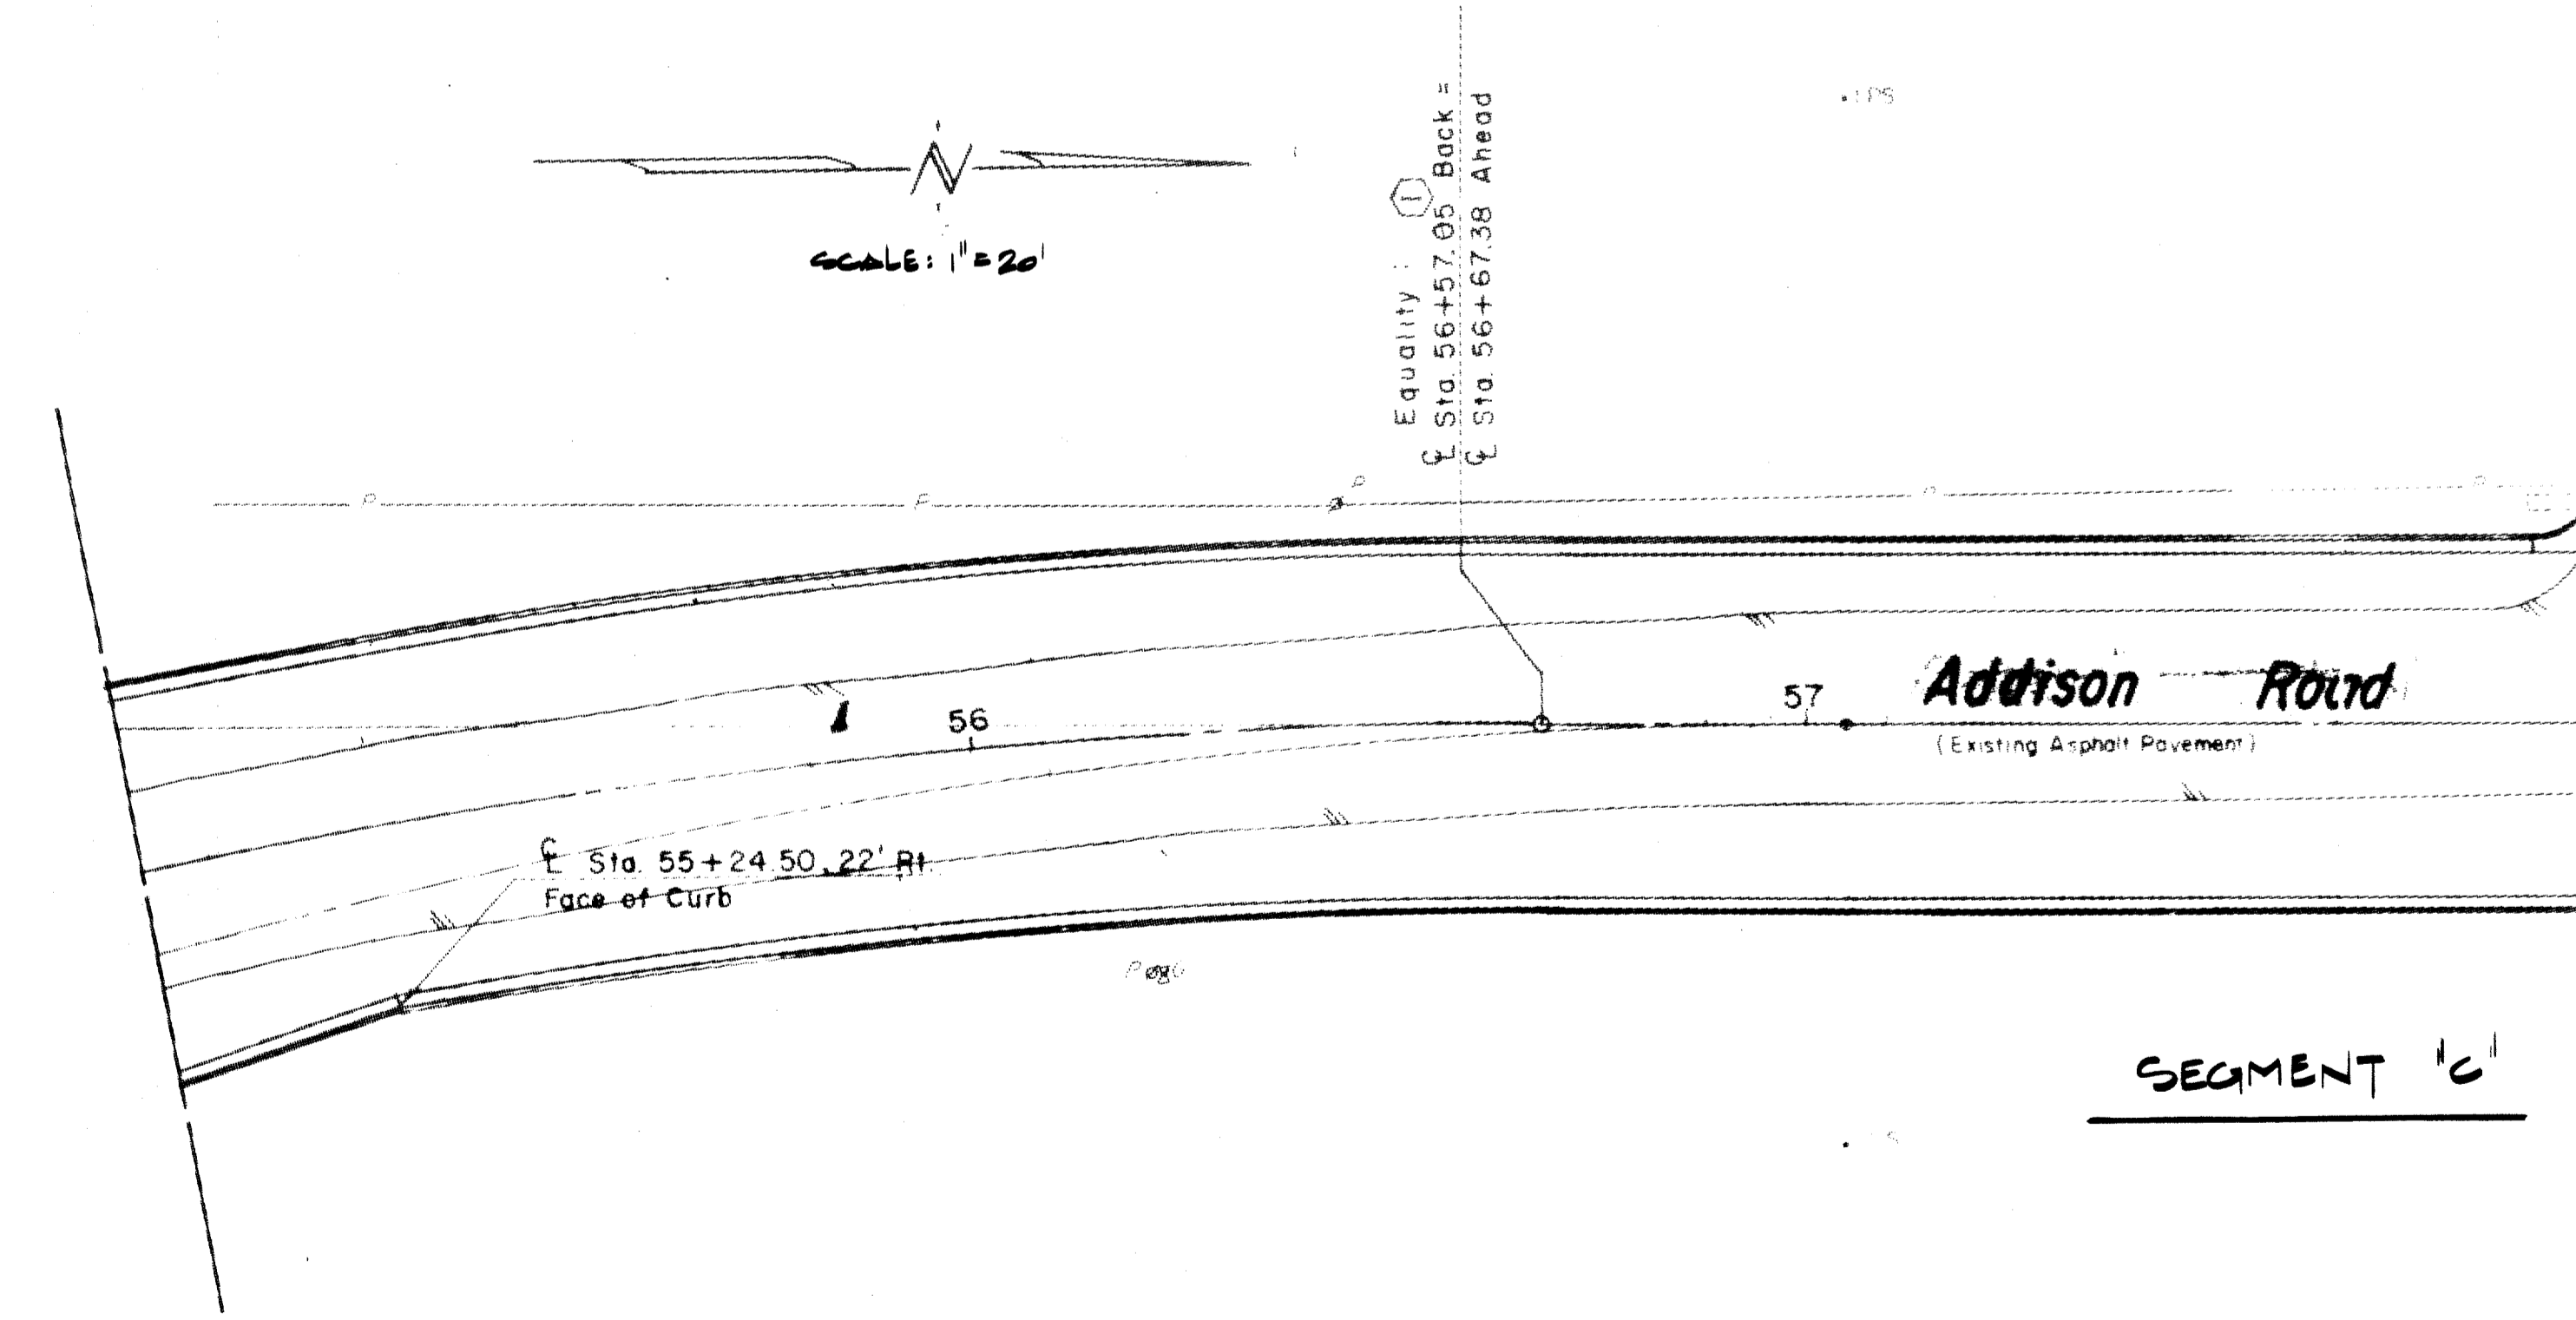 N
SCALE: 1"=20'
Equality : 1
℄ Sta. 56+57.05 Back =
℄ Sta. 56+67.38 Ahead
P
P
P
56
57
Addison Road
(Existing Asphalt Pavement)
℄ Sta. 55+24.50, 22' Rt.
Face of Curb
SEGMENT "C"